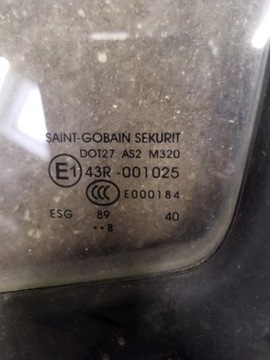 SAINT-GOBAIN SEKURIT
DOT27 AS2 M320
E1 43R-001025
CCC E000184
ESG 89 40
••8